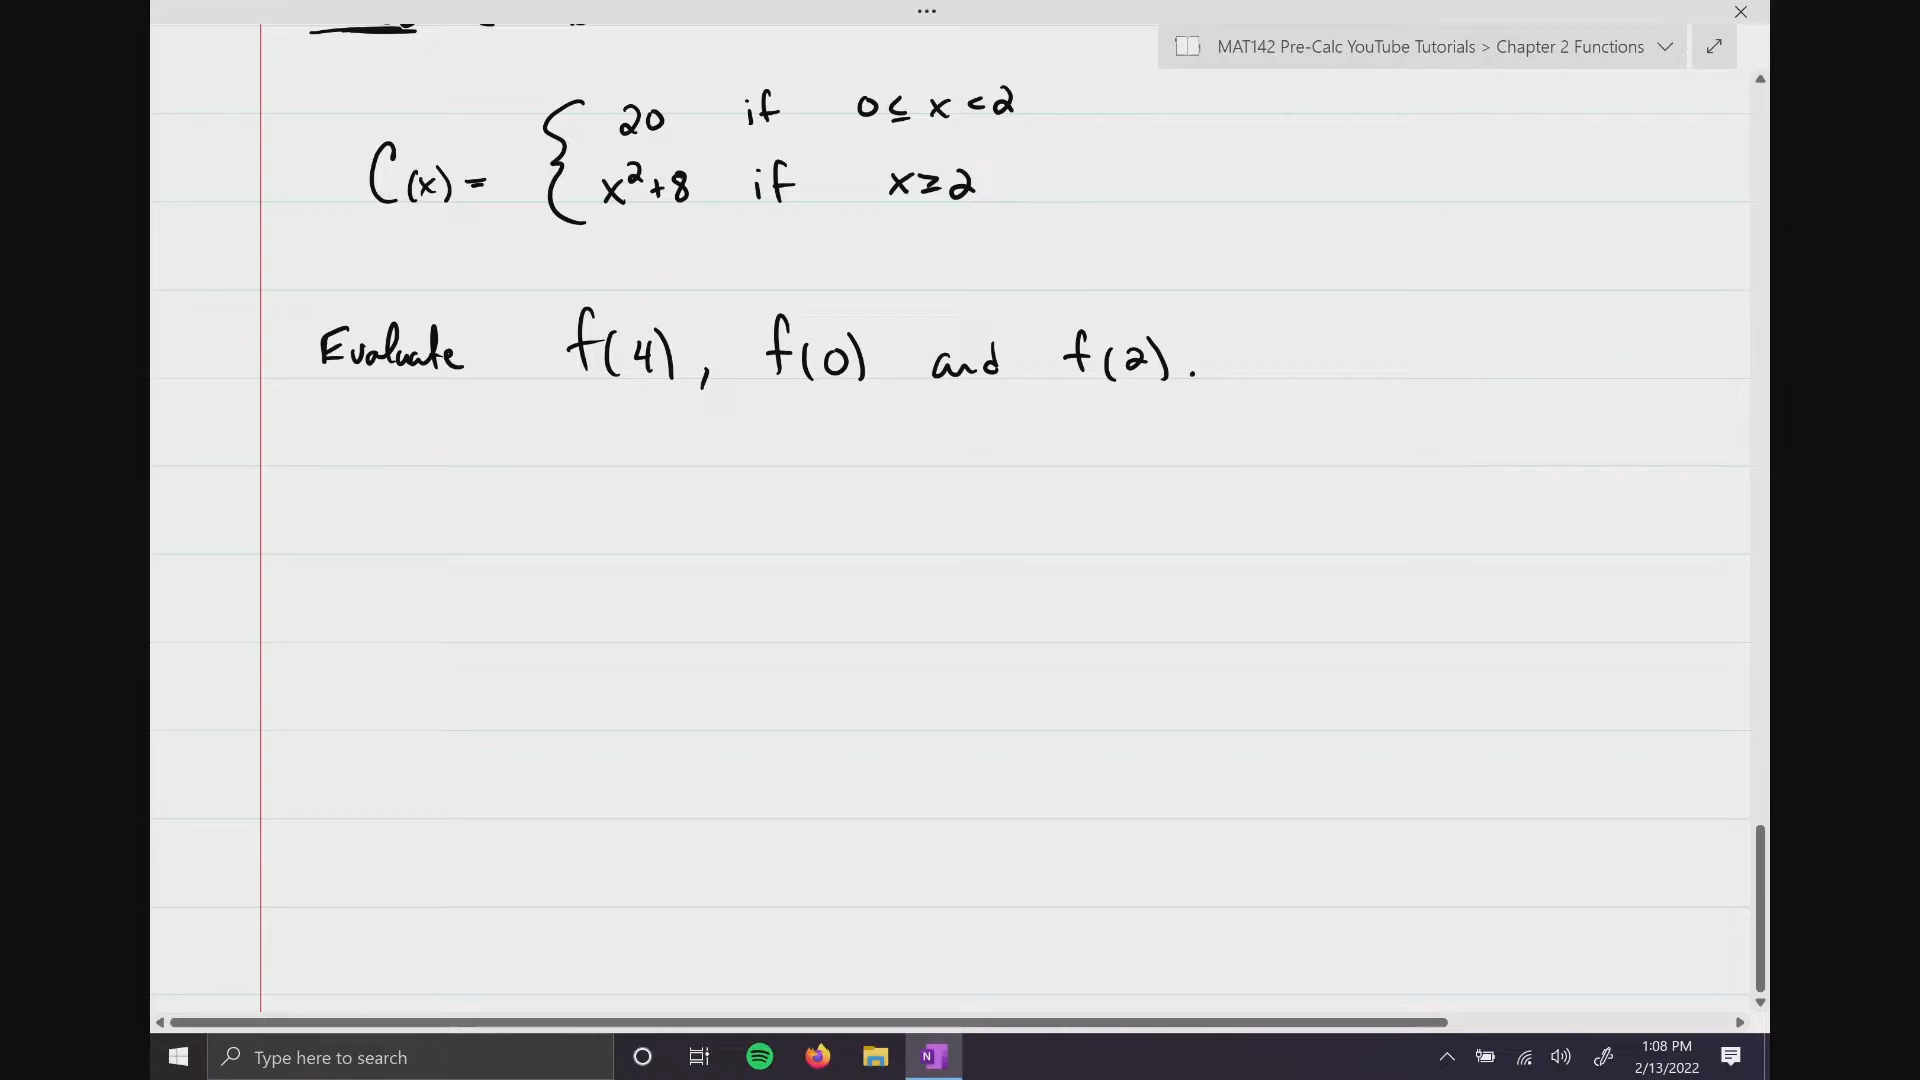 MAT142 Pre-Calc YouTube Tutorials > Chapter 2 Functions
C(x) = { 20 if 0 ≤ x < 2
x²+8 if x ≥ 2
Evaluate f(4), f(0) and f(2).
Type here to search
1:08 PM
2/13/2022